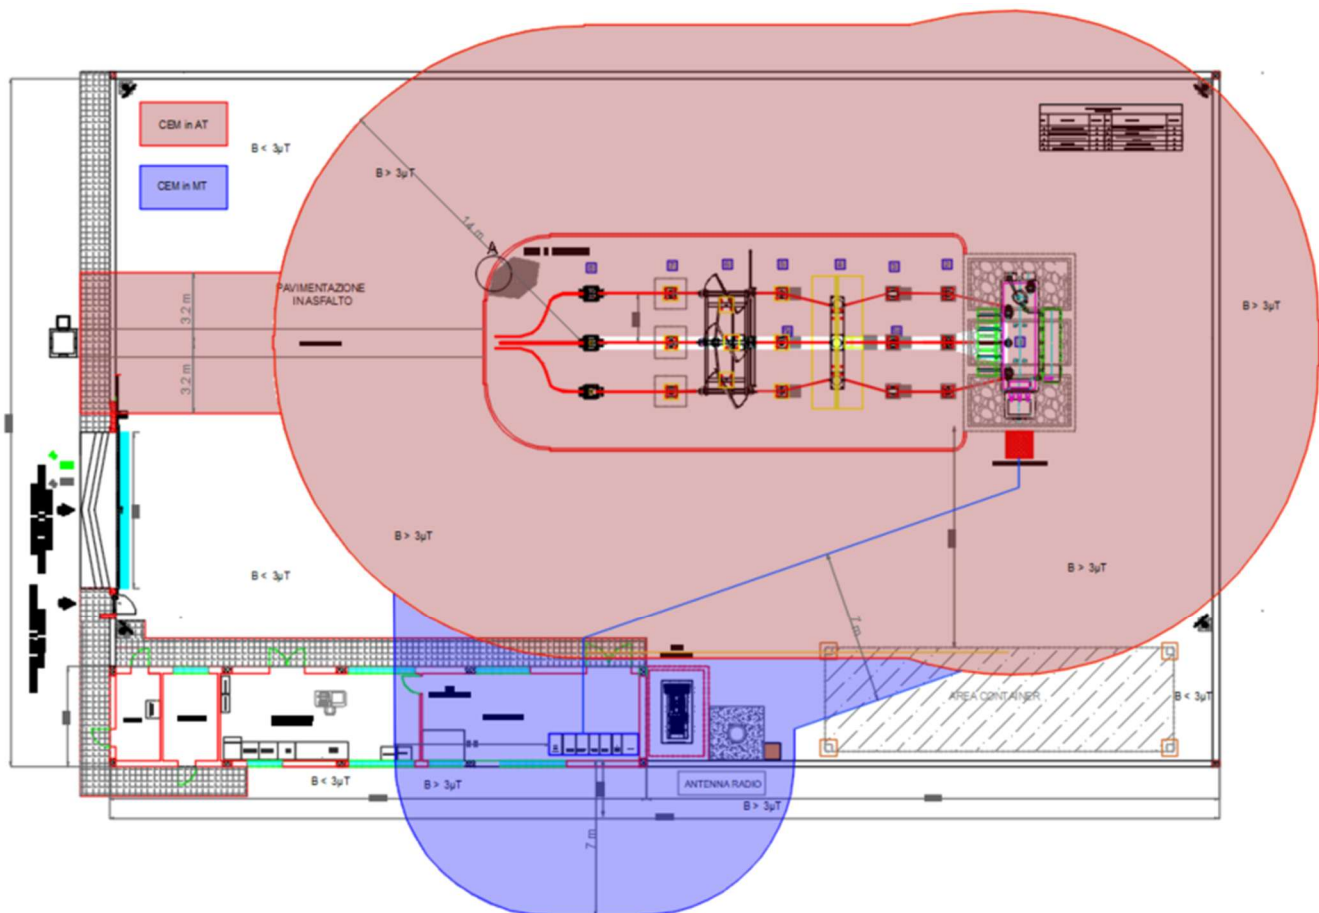 CEM in AT
B < 3µT
B > 3µT
CEM in MT
14 m
A
PAVIMENTAZIONE
IN ASFALTO
3.2 m
B > 3µT
3.2 m
B > 3µT
B < 3µT
B > 3µT
7 m
AREA CONTAINER
B < 3µT
B < 3µT
B > 3µT
ANTENNA RADIO
B > 3µT
7 m